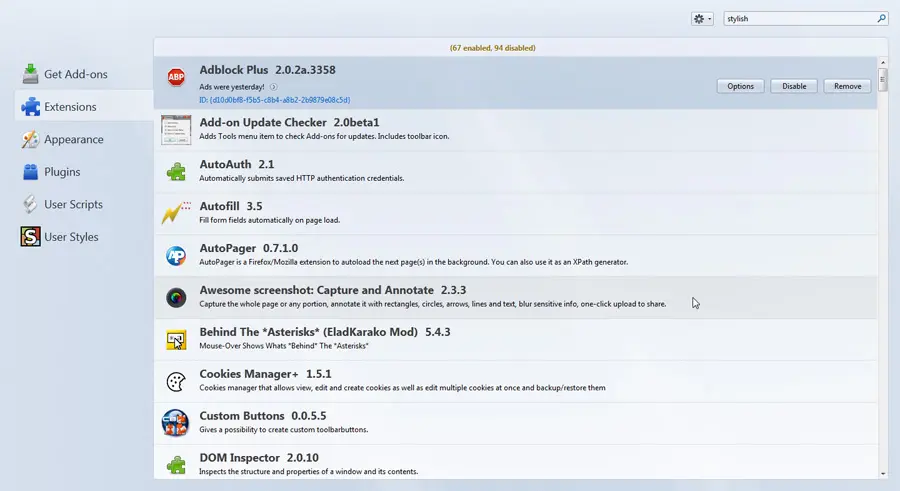 stylish
(67 enabled, 94 disabled)
Get Add-ons
Extensions
Appearance
Plugins
User Scripts
User Styles
ABP
Adblock Plus 2.0.2a.3358
Ads were yesterday!
ID: {d10d0bf8-f5b5-c8b4-a8b2-2b9879e08c5d}
Options
Disable
Remove
Add-on Update Checker 2.0beta1
Adds Tools menu item to check Add-ons for updates. Includes toolbar icon.
AutoAuth 2.1
Automatically submits saved HTTP authentication credentials.
Autofill 3.5
Fill form fields automatically on page load.
AP
AutoPager 0.7.1.0
AutoPager is a Firefox/Mozilla extension to autoload the next page(s) in the background. You can also use it as an XPath generator.
Awesome screenshot: Capture and Annotate 2.3.3
Capture the whole page or any portion, annotate it with rectangles, circles, arrows, lines and text, blur sensitive info, one-click upload to share.
Behind The *Asterisks* (EladKarako Mod) 5.4.3
Mouse-Over Shows Whats *Behind* The *Asterisks*
Cookies Manager+ 1.5.1
Cookies manager that allows view, edit and create cookies as well as edit multiple cookies at once and backup/restore them
Custom Buttons 0.0.5.5
Gives a possibility to create custom toolbarbuttons.
DOM Inspector 2.0.10
Inspects the structure and properties of a window and its contents.